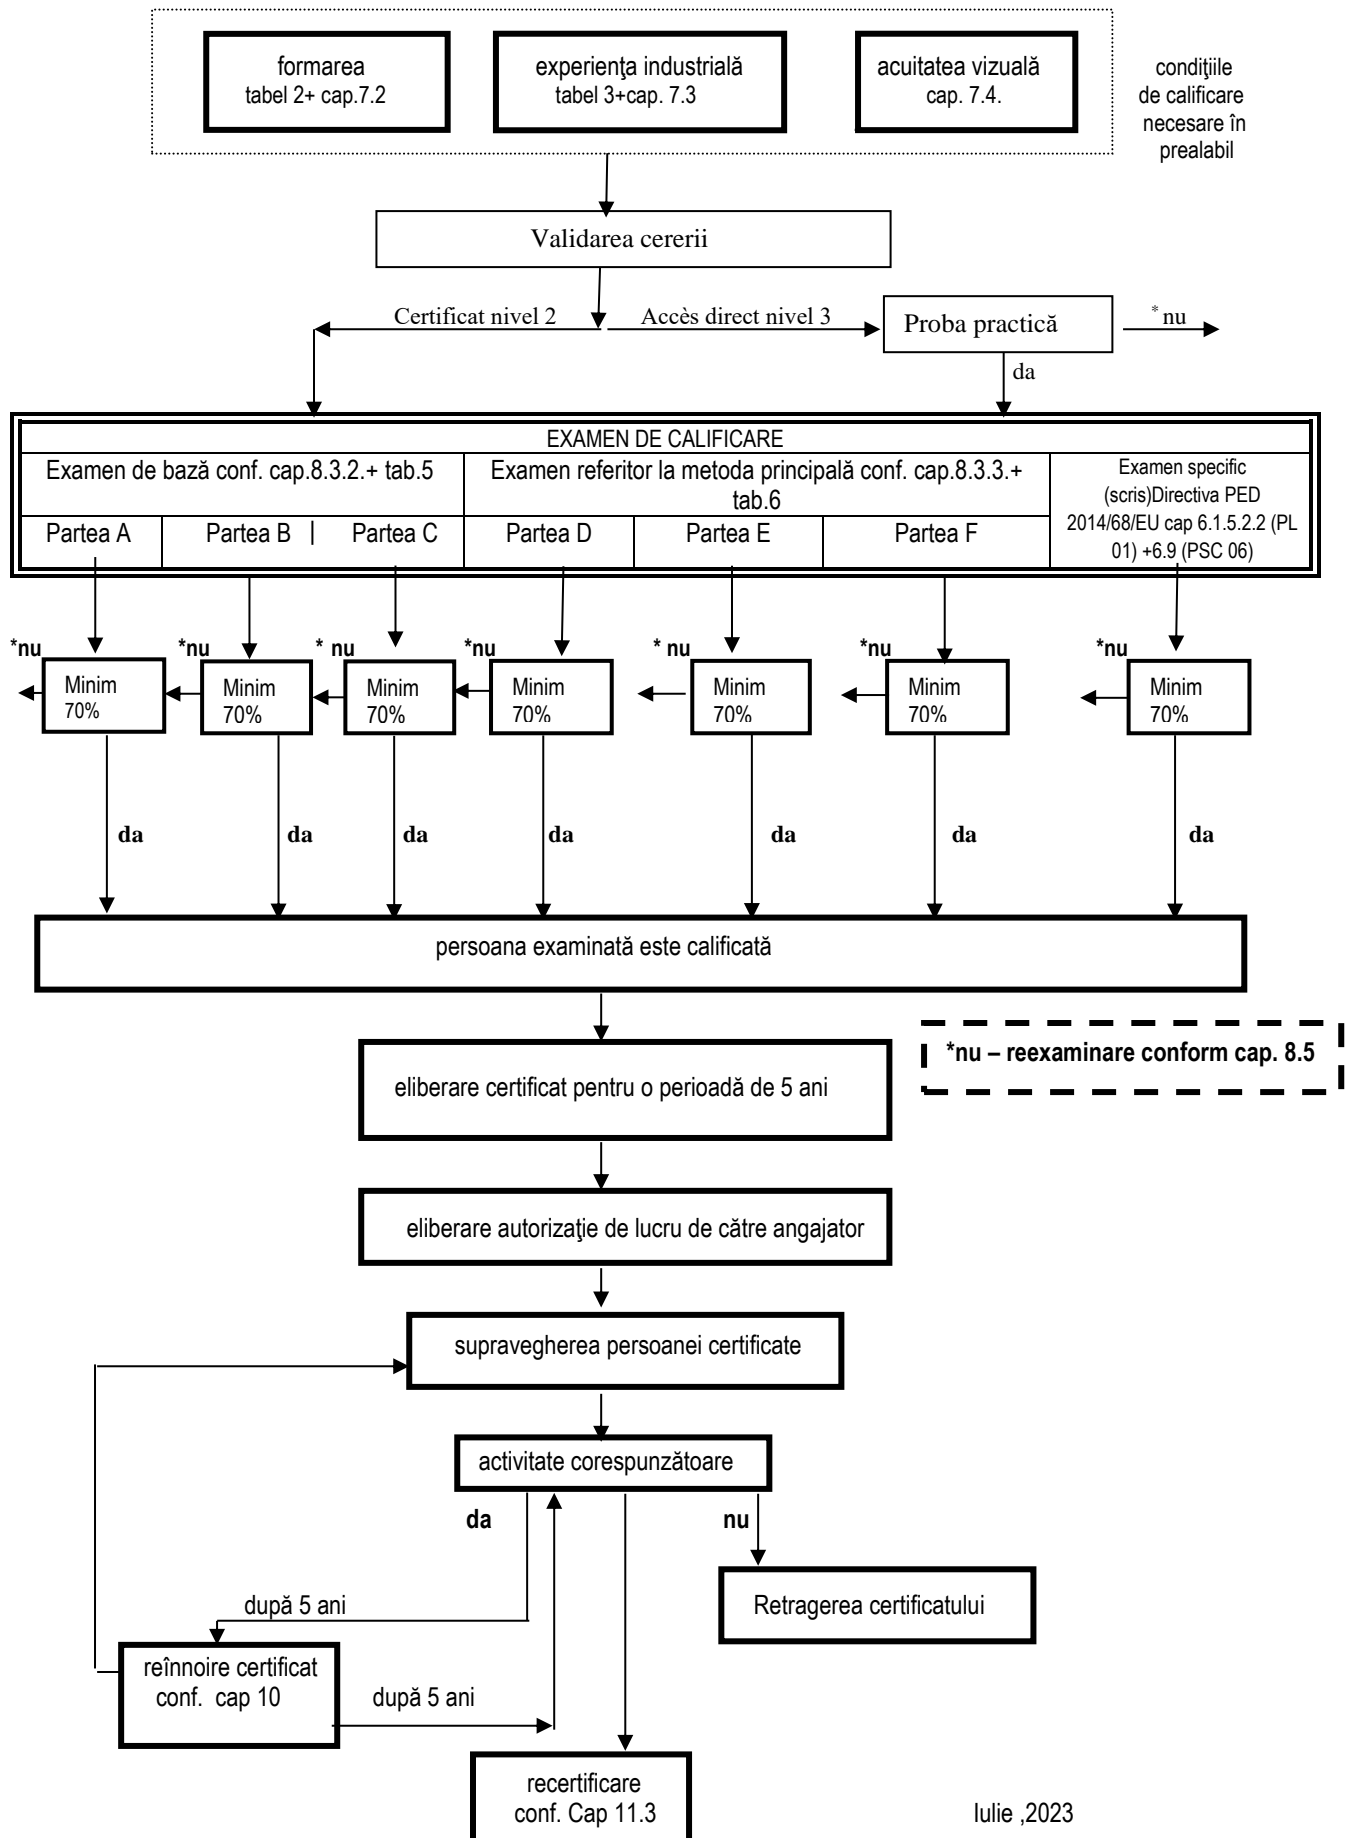 formarea
tabel 2+ cap.7.2
experienţa industrială
tabel 3+cap. 7.3
acuitatea vizuală
cap. 7.4.
condiţiile
de calificare
necesare în
prealabil
Validarea cererii
Certificat nivel 2
Accès direct nivel 3
Proba practică
* nu
da
EXAMEN DE CALIFICARE
Examen de bază conf. cap.8.3.2.+ tab.5
Examen referitor la metoda principală conf. cap.8.3.3.+
tab.6
Examen specific
(scris)Directiva PED
2014/68/EU cap 6.1.5.2.2 (PL
01) +6.9 (PSC 06)
Partea A
Partea B | Partea C
Partea D
Partea E
Partea F
*nu
*nu
* nu
*nu
* nu
*nu
*nu
Minim
70%
Minim
70%
Minim
70%
Minim
70%
Minim
70%
Minim
70%
Minim
70%
da
da
da
da
da
da
da
persoana examinată este calificată
*nu – reexaminare conform cap. 8.5
eliberare certificat pentru o perioadă de 5 ani
eliberare autorizaţie de lucru de către angajator
supravegherea persoanei certificate
activitate corespunzătoare
da
nu
după 5 ani
Retragerea certificatului
reînnoire certificat
conf. cap 10
după 5 ani
recertificare
conf. Cap 11.3
Iulie ,2023